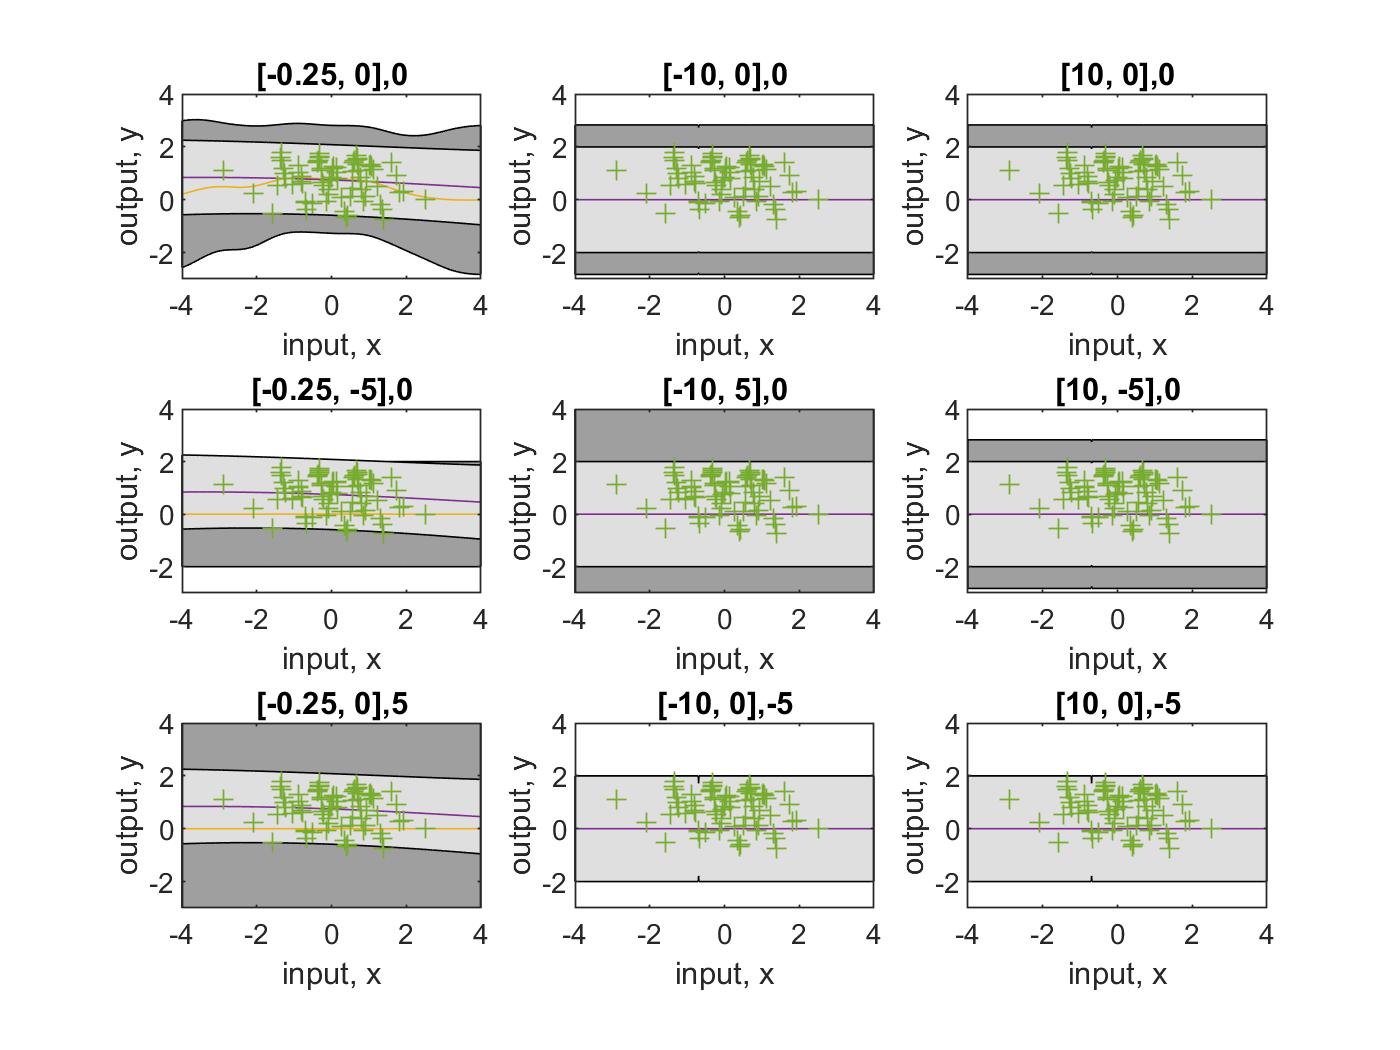 [-0.25, 0],0
[-10, 0],0
[10, 0],0
output, y
4
2
0
-2
-4 -2 0 2 4
input, x
output, y
4
2
0
-2
-4 -2 0 2 4
input, x
output, y
4
2
0
-2
-4 -2 0 2 4
input, x
[-0.25, -5],0
[-10, 5],0
[10, -5],0
output, y
4
2
0
-2
-4 -2 0 2 4
input, x
output, y
4
2
0
-2
-4 -2 0 2 4
input, x
output, y
4
2
0
-2
-4 -2 0 2 4
input, x
[-0.25, 0],5
[-10, 0],-5
[10, 0],-5
output, y
4
2
0
-2
-4 -2 0 2 4
input, x
output, y
4
2
0
-2
-4 -2 0 2 4
input, x
output, y
4
2
0
-2
-4 -2 0 2 4
input, x